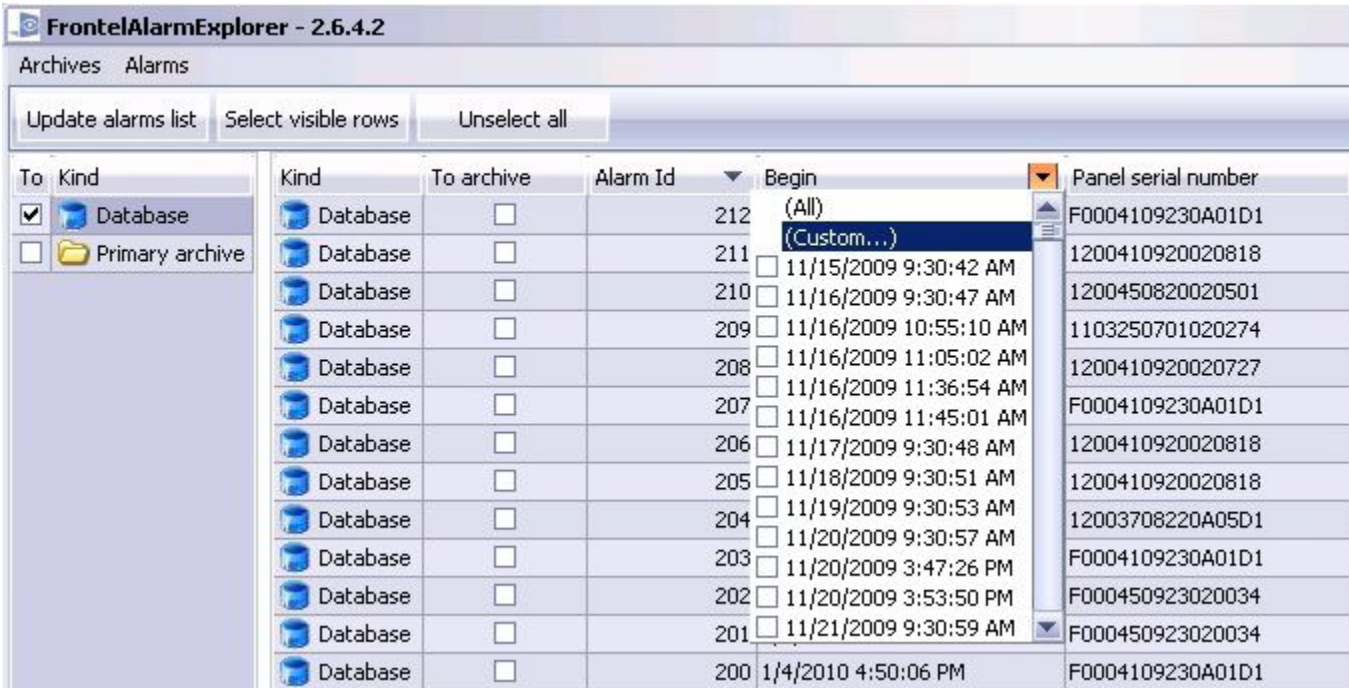 FrontelAlarmExplorer - 2.6.4.2
Archives Alarms
Update alarms list Select visible rows Unselect all
To Kind Kind To archive Alarm Id Begin Panel serial number
Database Database 212 (All) F0004109230A01D1
(Custom...)
Primary archive Database 211 11/15/2009 9:30:42 AM 1200410920020818
Database 210 11/16/2009 9:30:47 AM 1200450820020501
Database 209 11/16/2009 10:55:10 AM 1103250701020274
11/16/2009 11:05:02 AM
Database 208 11/16/2009 11:36:54 AM 1200410920020727
Database 207 11/16/2009 11:45:01 AM F0004109230A01D1
Database 206 11/17/2009 9:30:48 AM 1200410920020818
Database 205 11/18/2009 9:30:51 AM 1200410920020818
11/19/2009 9:30:53 AM
Database 204 11/20/2009 9:30:57 AM 12003708220A05D1
Database 203 11/20/2009 3:47:26 PM F0004109230A01D1
Database 202 11/20/2009 3:53:50 PM F000450923020034
Database 201 11/21/2009 9:30:59 AM F000450923020034
Database 200 1/4/2010 4:50:06 PM F0004109230A01D1